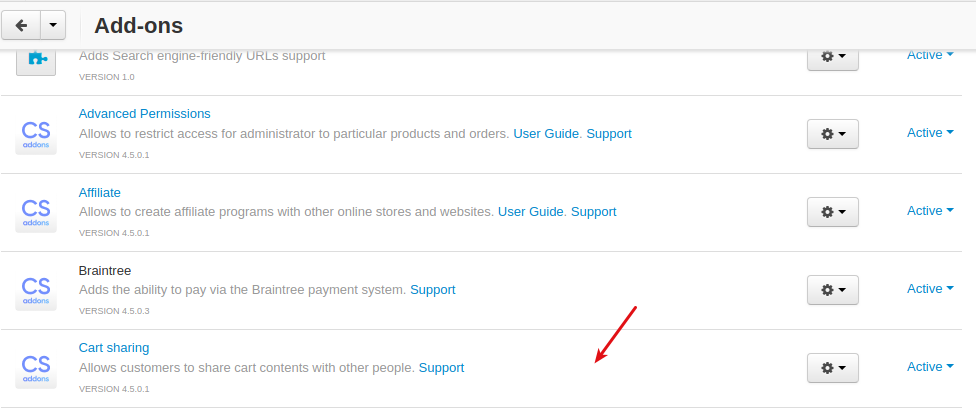 Add-ons
Adds Search engine-friendly URLs support
VERSION 1.0
Active
CS
addons
Advanced Permissions
Allows to restrict access for administrator to particular products and orders. User Guide. Support
VERSION 4.5.0.1
Active
CS
addons
Affiliate
Allows to create affiliate programs with other online stores and websites. User Guide. Support
VERSION 4.5.0.1
Active
CS
addons
Braintree
Adds the ability to pay via the Braintree payment system. Support
VERSION 4.5.0.3
Active
CS
addons
Cart sharing
Allows customers to share cart contents with other people. Support
VERSION 4.5.0.1
Active